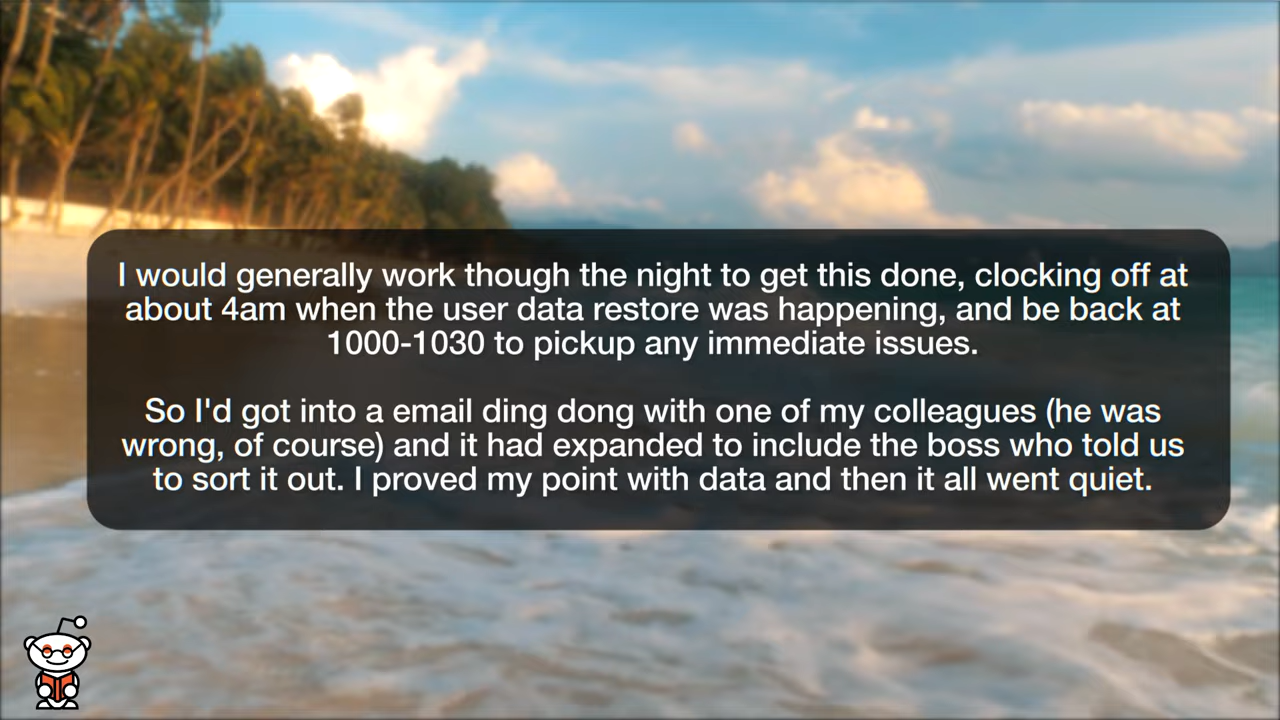 I would generally work though the night to get this done, clocking off at
about 4am when the user data restore was happening, and be back at
1000-1030 to pickup any immediate issues.
So I'd got into a email ding dong with one of my colleagues (he was
wrong, of course) and it had expanded to include the boss who told us
to sort it out. I proved my point with data and then it all went quiet.